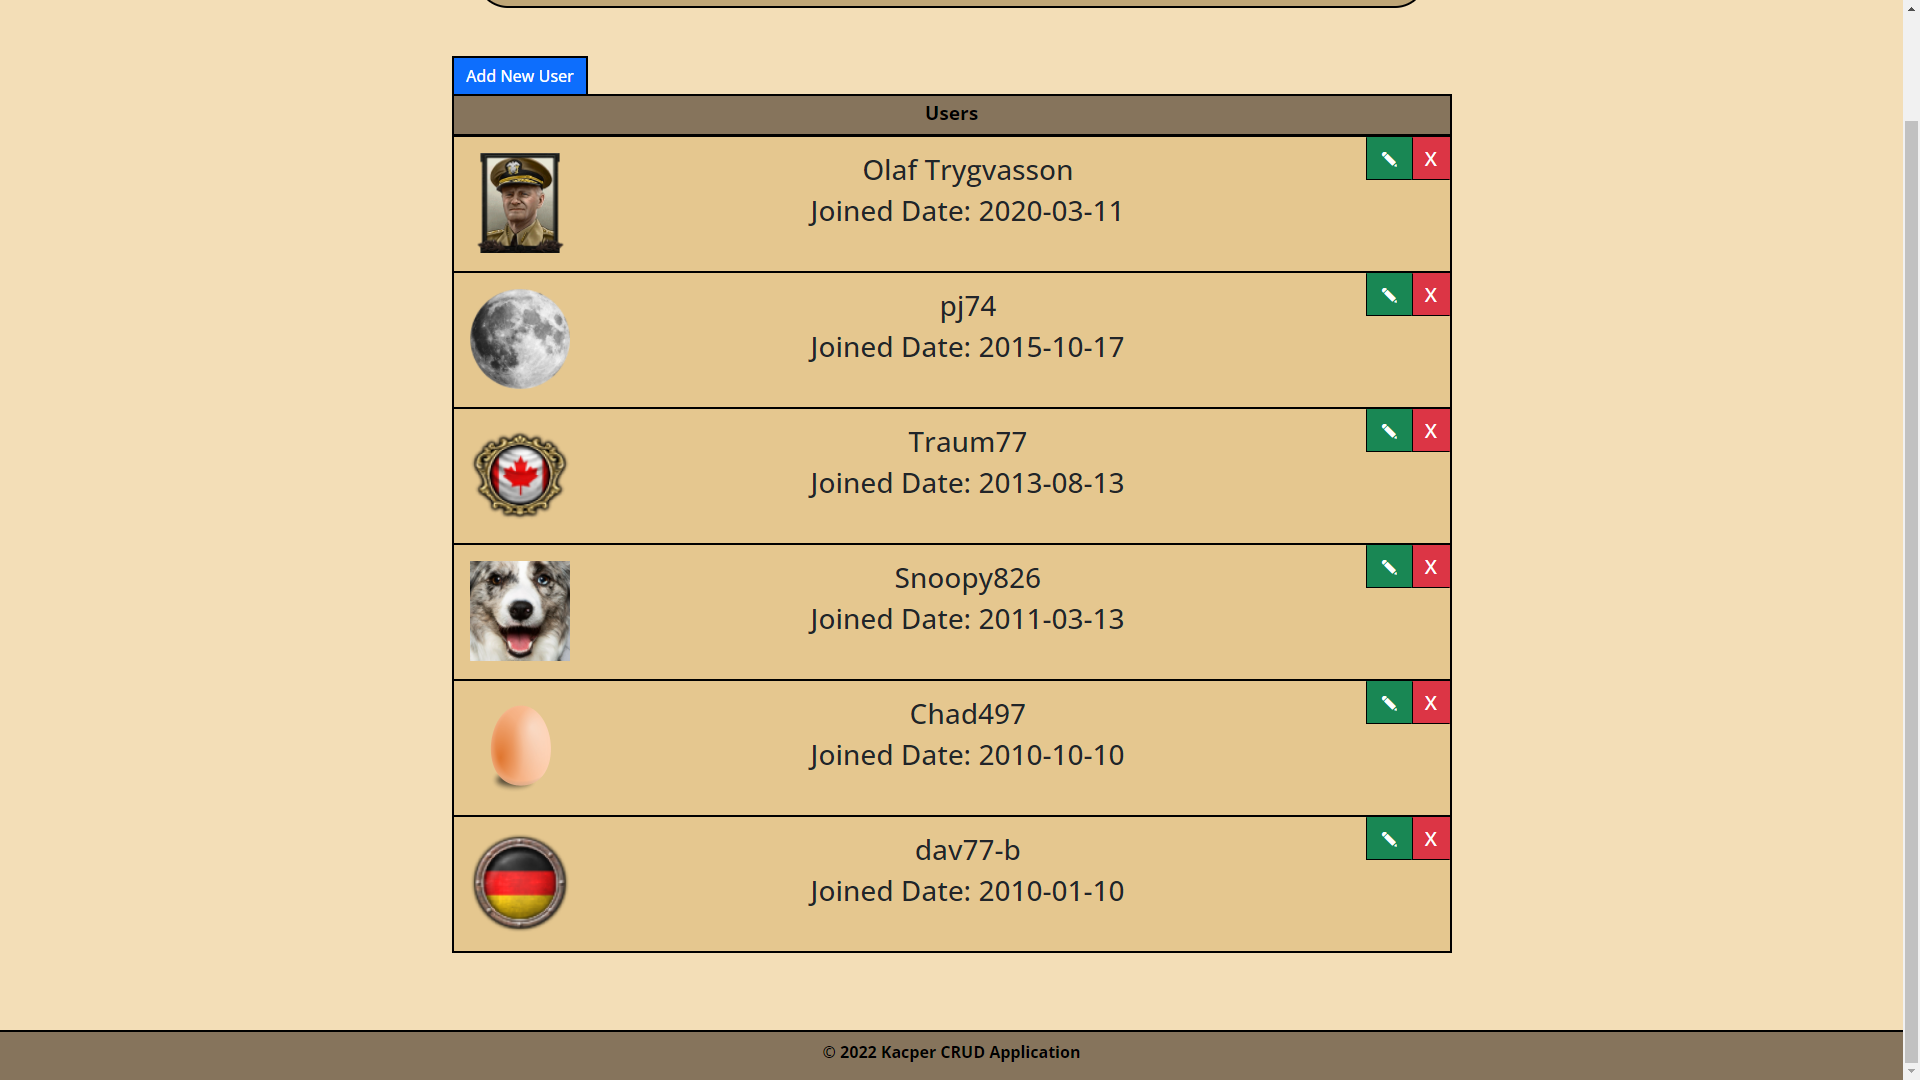 Add New User
Users
Olaf Trygvasson
Joined Date: 2020-03-11
X
pj74
Joined Date: 2015-10-17
X
Traum77
Joined Date: 2013-08-13
X
Snoopy826
Joined Date: 2011-03-13
X
Chad497
Joined Date: 2010-10-10
X
dav77-b
Joined Date: 2010-01-10
X
© 2022 Kacper CRUD Application